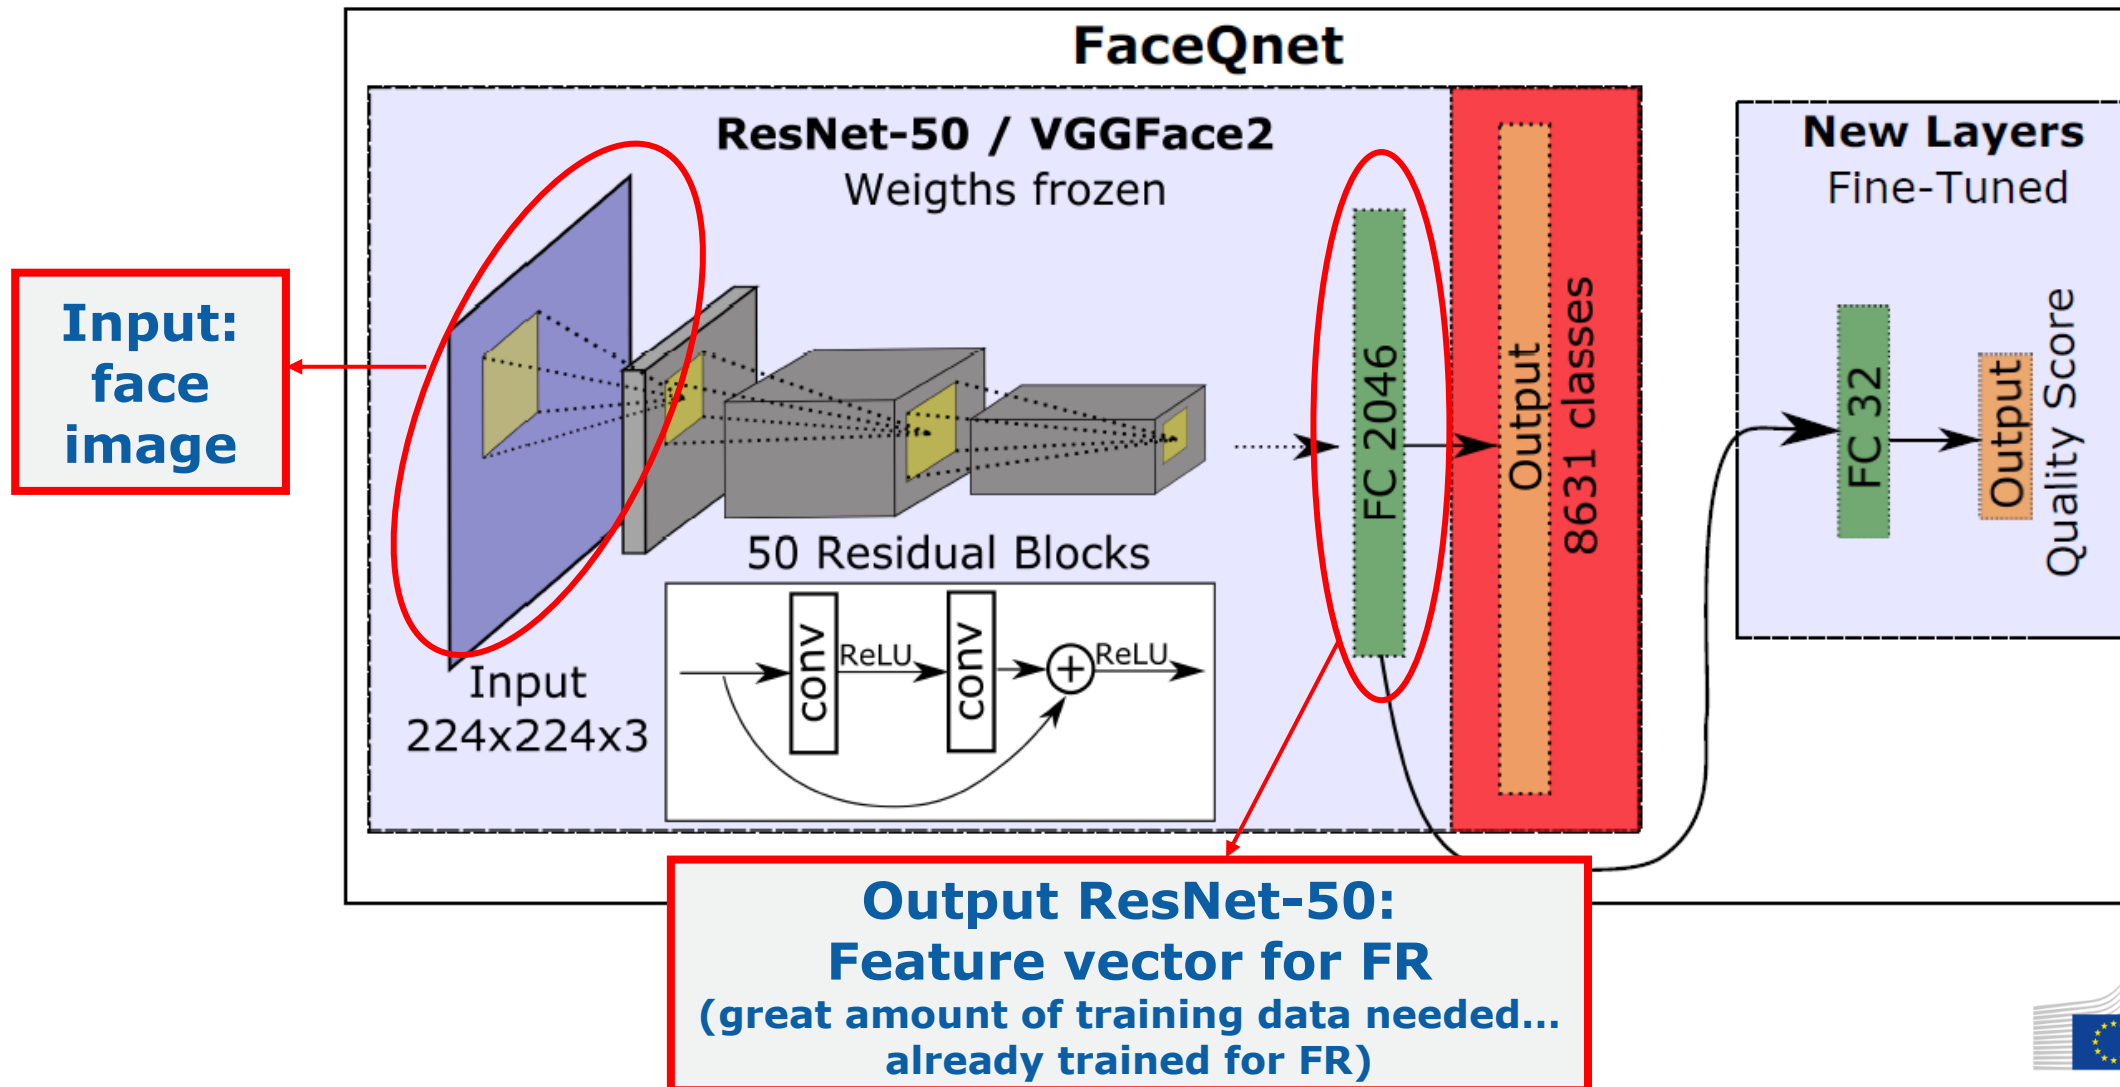 FaceQnet
ResNet-50 / VGGFace2
Weigths frozen
New Layers
Fine-Tuned
Input:
face
image
FC 2046
Output
8631 classes
FC 32
Output
Quality Score
50 Residual Blocks
conv
ReLU
conv
+
ReLU
Input
224x224x3
Output ResNet-50:
Feature vector for FR
(great amount of training data needed...
already trained for FR)